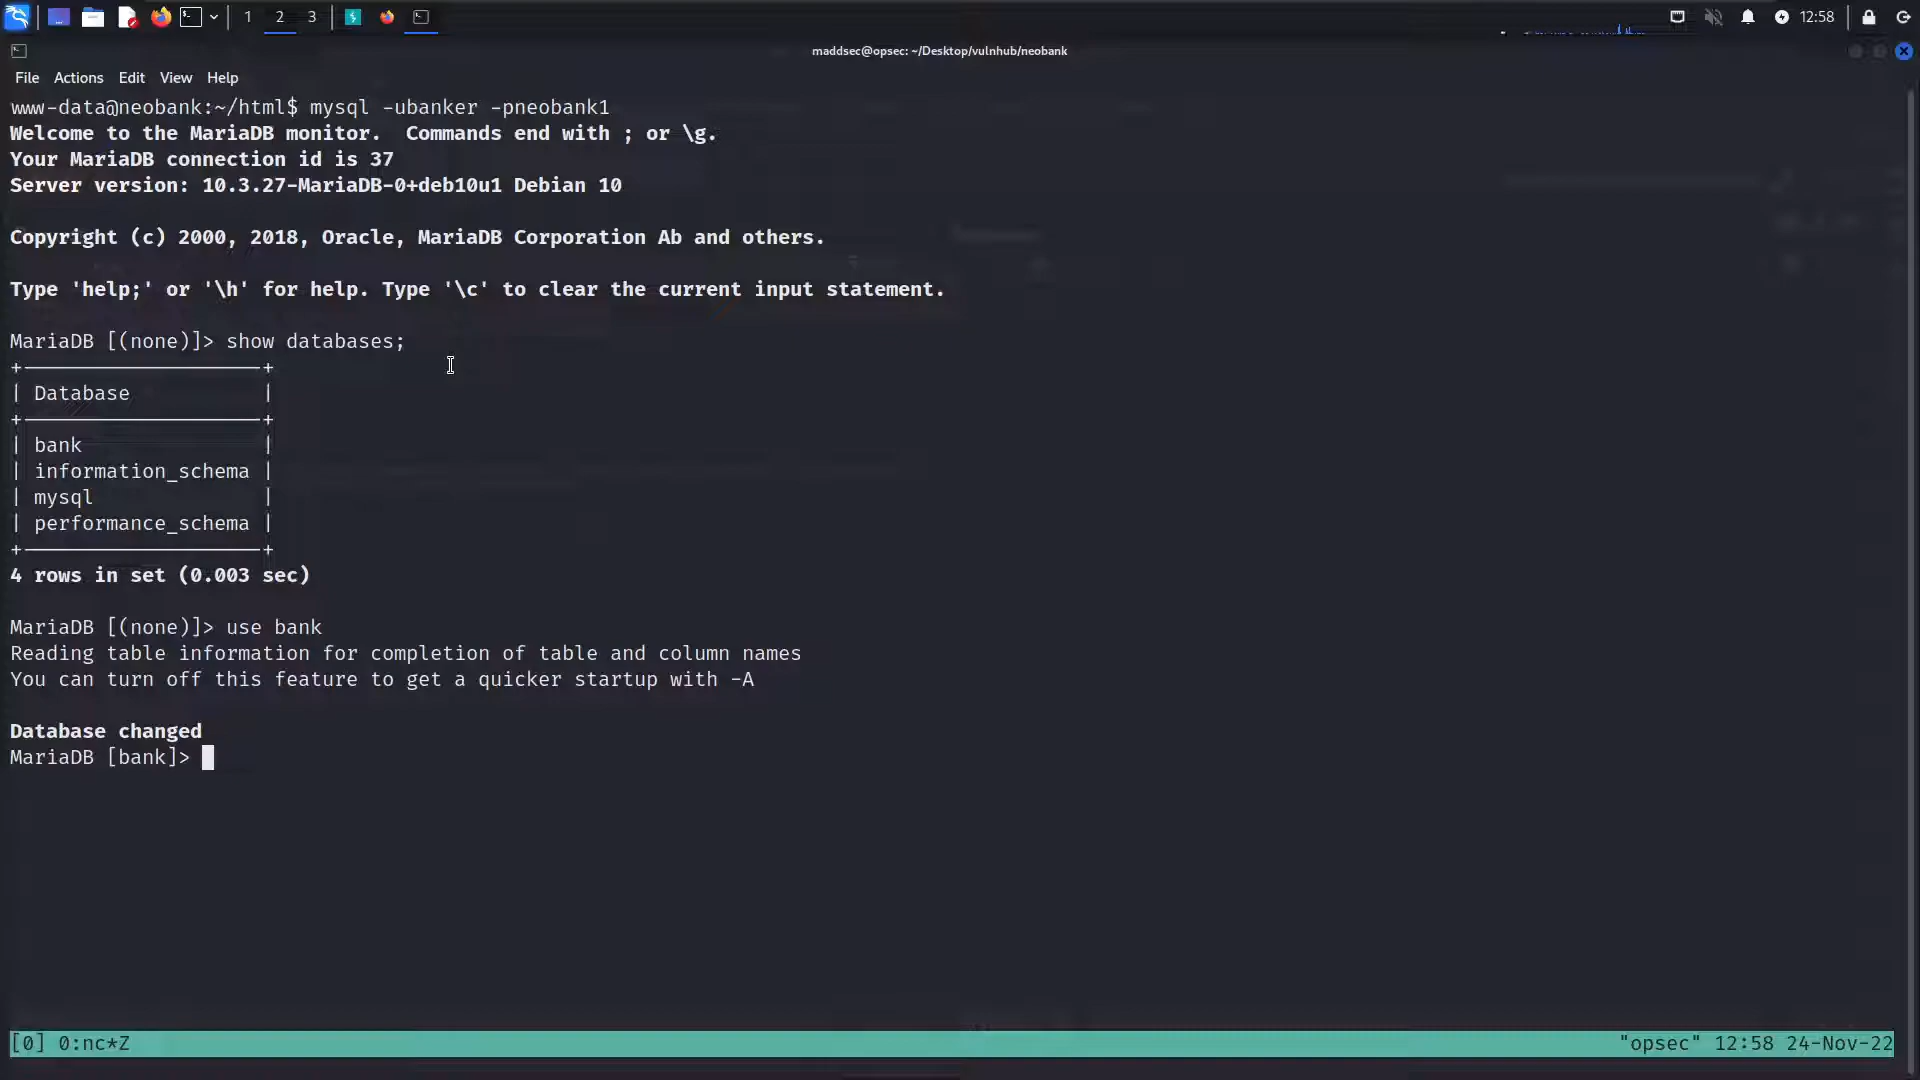 1 2 3 12:58
maddsec@opsec: ~/Desktop/vulnhub/neobank
File Actions Edit View Help
www-data@neobank:~/html$ mysql -ubanker -pneobank1
Welcome to the MariaDB monitor.  Commands end with ; or \g.
Your MariaDB connection id is 37
Server version: 10.3.27-MariaDB-0+deb10u1 Debian 10
Copyright (c) 2000, 2018, Oracle, MariaDB Corporation Ab and others.
Type 'help;' or '\h' for help. Type '\c' to clear the current input statement.
MariaDB [(none)]> show databases;
| Database |
| bank |
| information_schema |
| mysql |
| performance_schema |
4 rows in set (0.003 sec)
MariaDB [(none)]> use bank
Reading table information for completion of table and column names
You can turn off this feature to get a quicker startup with -A
Database changed
MariaDB [bank]>
[0] 0:nc*Z "opsec" 12:58 24-Nov-22